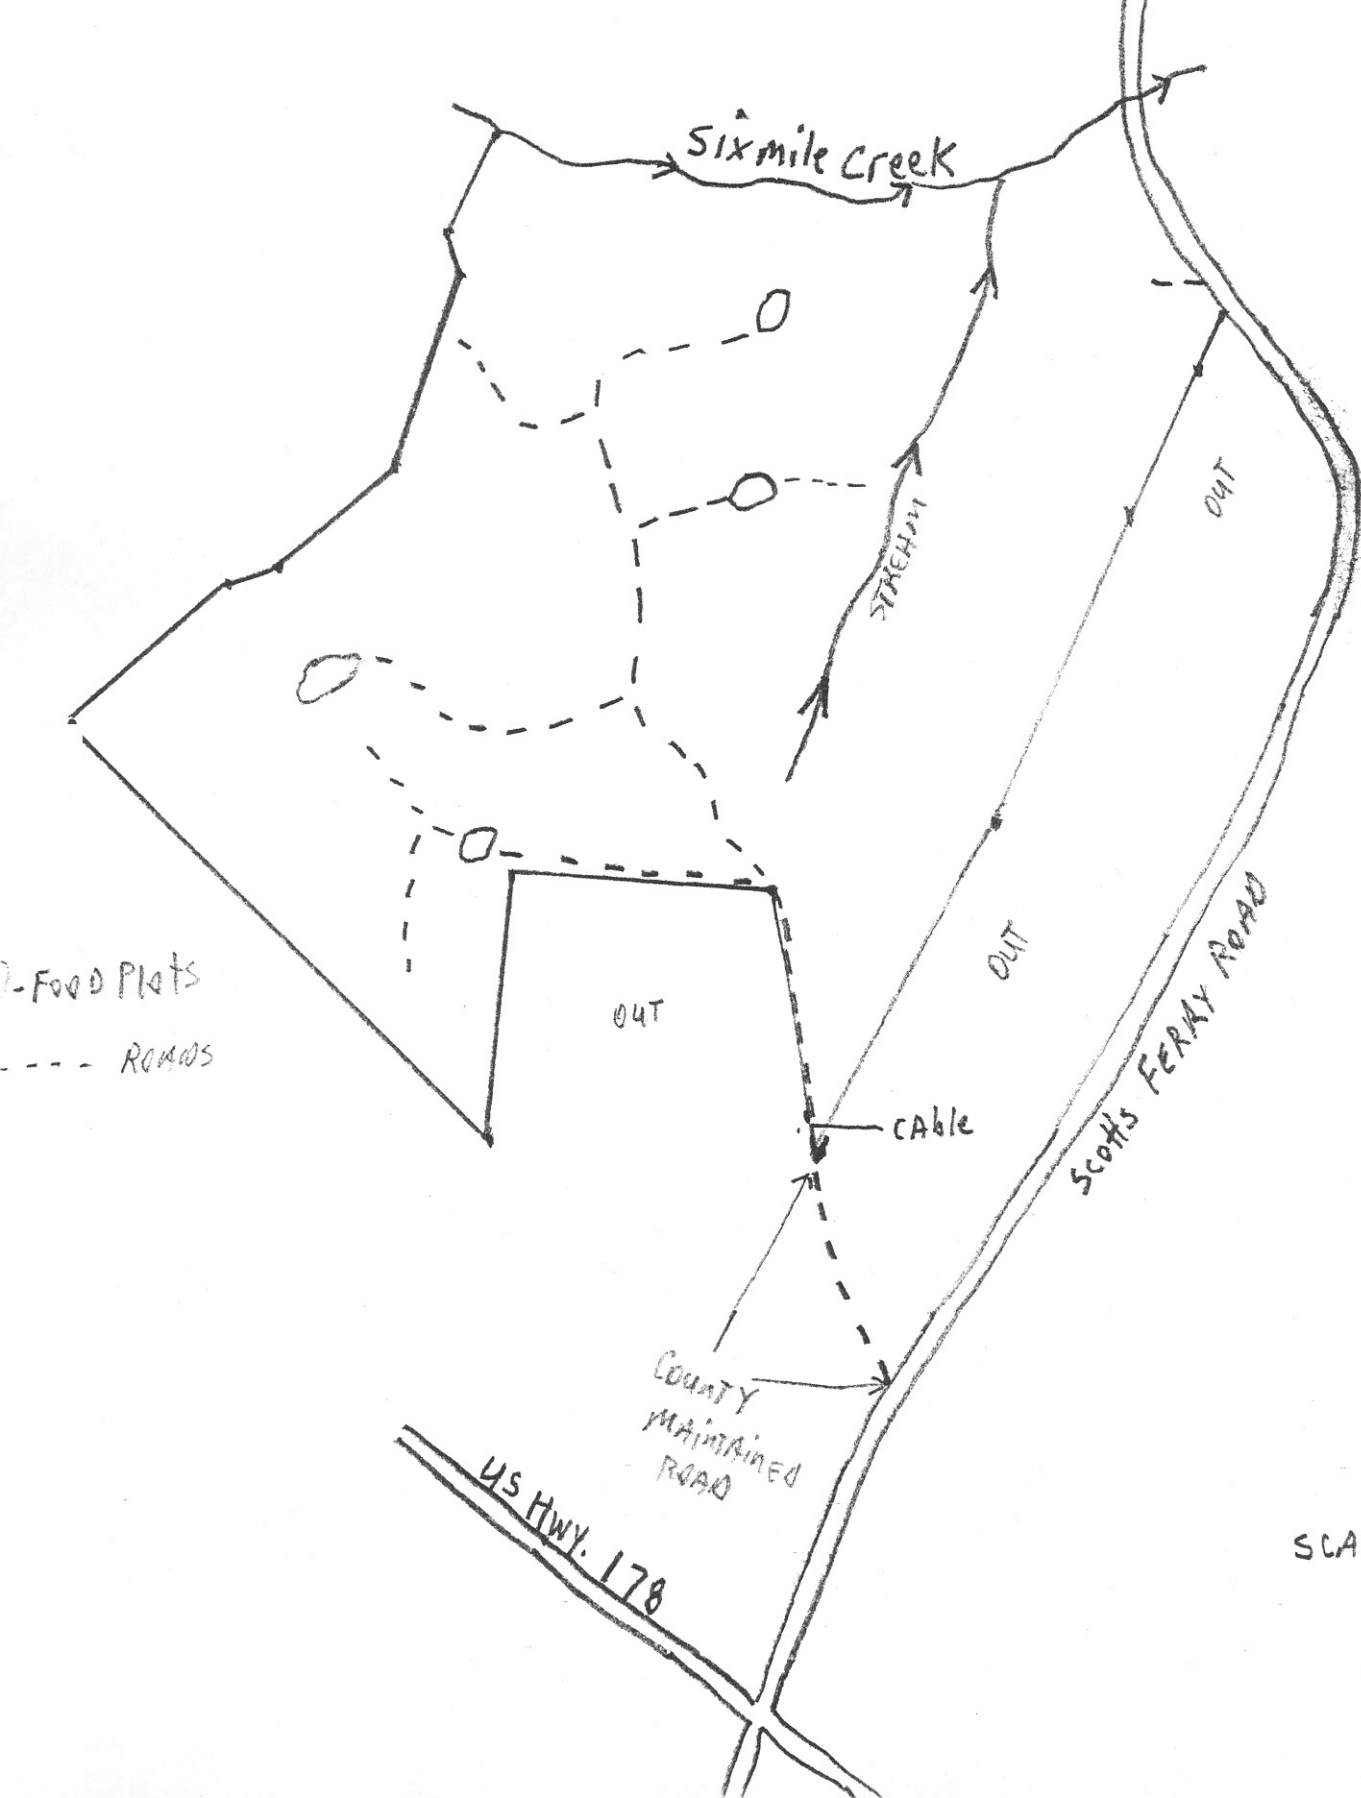 Sixmile Creek
STREAM
OUT
OUT
OUT
-FOOD Plots
---- ROADS
CAble
SCOTTS FERRY ROAD
COUNTY
MAINTAINED
ROAD
US HWY. 178
SCA